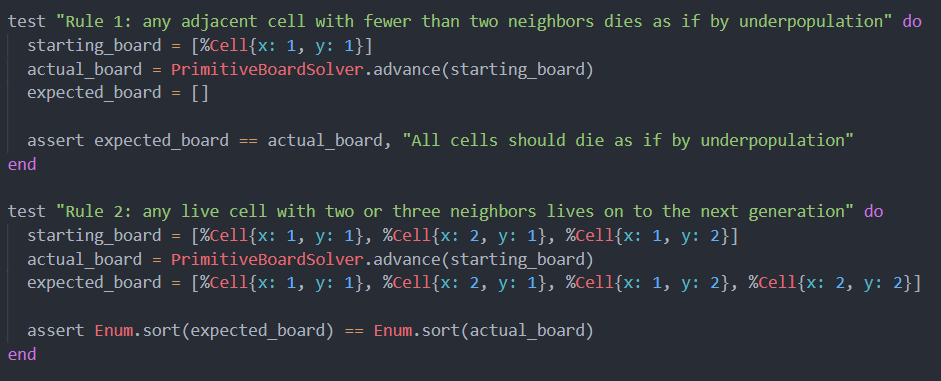 test "Rule 1: any adjacent cell with fewer than two neighbors dies as if by underpopulation" do
  starting_board = [%Cell{x: 1, y: 1}]
  actual_board = PrimitiveBoardSolver.advance(starting_board)
  expected_board = []

  assert expected_board == actual_board, "All cells should die as if by underpopulation"
end

test "Rule 2: any live cell with two or three neighbors lives on to the next generation" do
  starting_board = [%Cell{x: 1, y: 1}, %Cell{x: 2, y: 1}, %Cell{x: 1, y: 2}]
  actual_board = PrimitiveBoardSolver.advance(starting_board)
  expected_board = [%Cell{x: 1, y: 1}, %Cell{x: 2, y: 1}, %Cell{x: 1, y: 2}, %Cell{x: 2, y: 2}]

  assert Enum.sort(expected_board) == Enum.sort(actual_board)
end